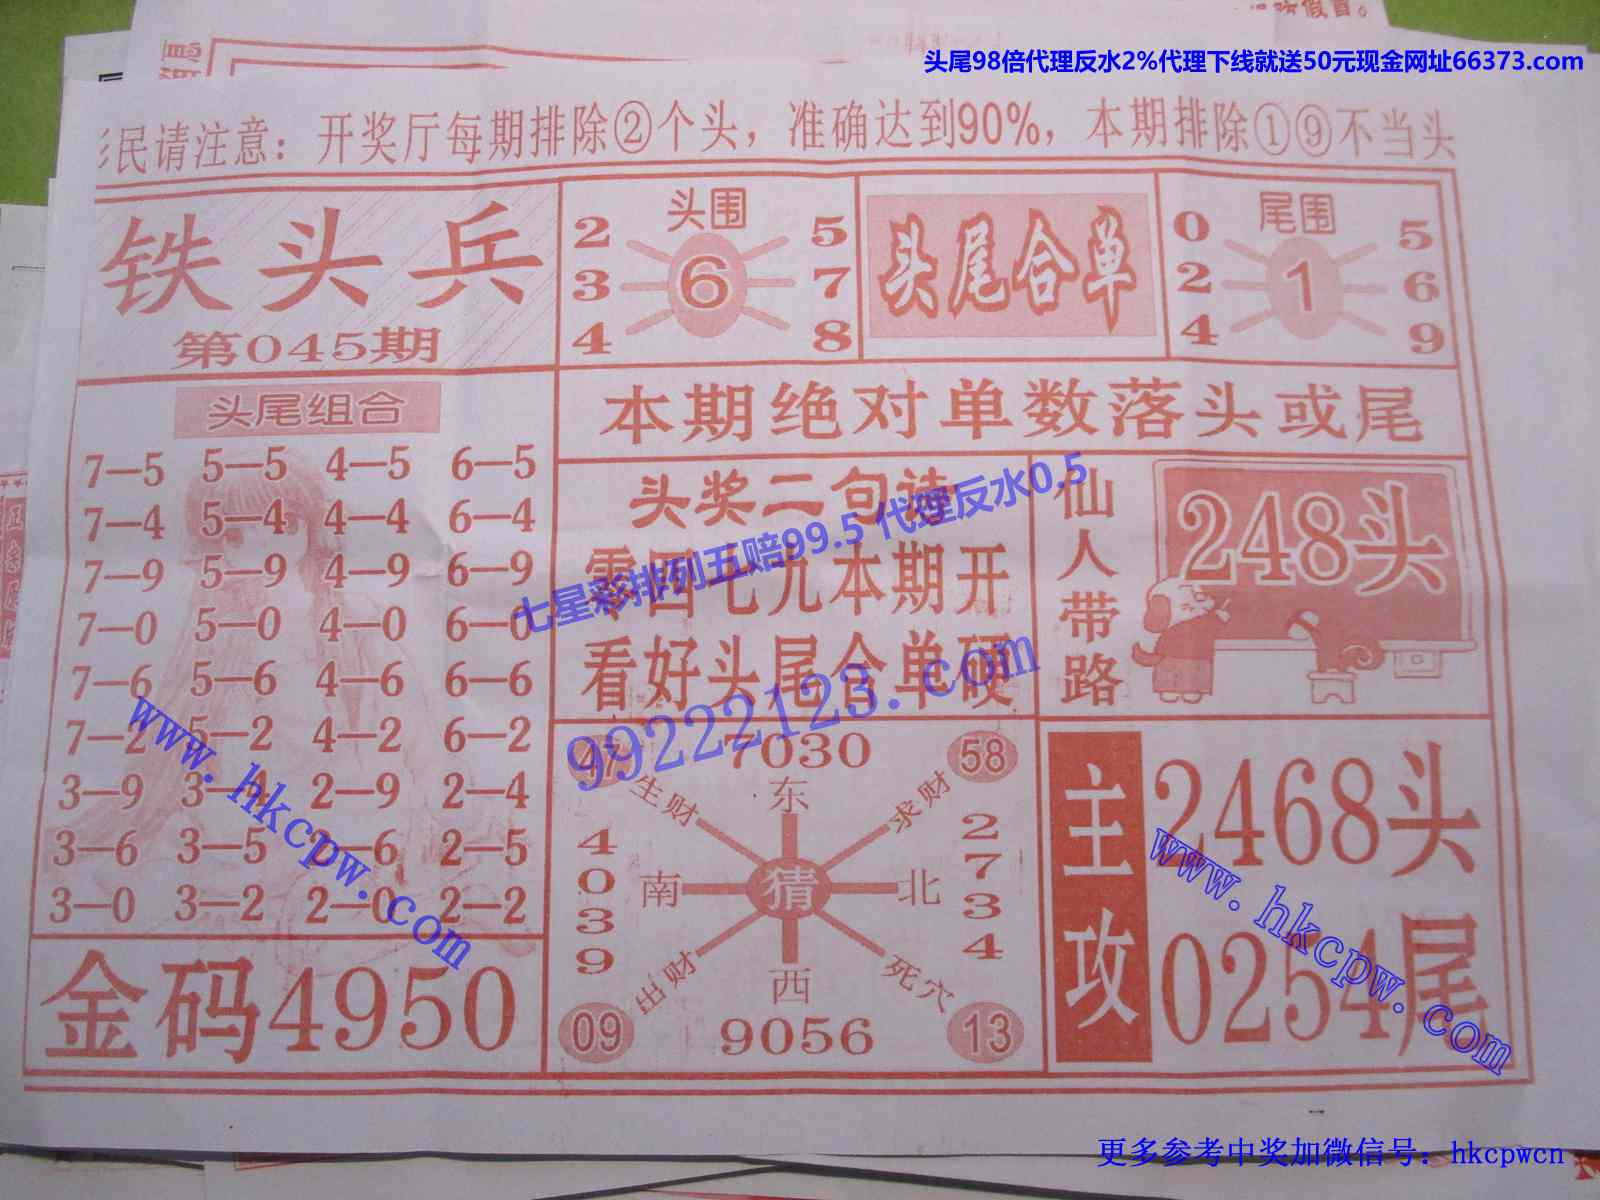 头尾98倍代理反水2%代理下线就送50元现金网址66373.com
民请注意：开奖厅每期排除②个头，准确达到90%，本期排除①⑨不当头
铁头兵
第045期
头围
2 5
3 6 7
4 8
头尾合单
尾围
0 5
2 1 6
4 9
本期绝对单数落头或尾
头尾组合
7—5 5—5 4—5 6—5
7—4 5—4 4—4 6—4
7—9 5—9 4—9 6—9
7—0 5—0 4—0 6—0
7—6 5—6 4—6 6—6
7—2 5—2 4—2 6—2
3—9 3—4 2—9 2—4
3—6 3—5 2—6 2—5
3—0 3—2 2—0 2—2
金码4950
头奖二句诗
零四七九本期开
看好头尾合单硬
七星彩排列五赔99.5 代理反水0.5
99222123.com
仙人带路
248头
47 7030 58
生财 东 求财
4039 南 猜 北 2734
出财 西 死穴
09 9056 13
主攻
2468头
0254尾
www.hkcpw.com
www.hkcpw.com
更多参考中奖加微信号：hkcpwcn